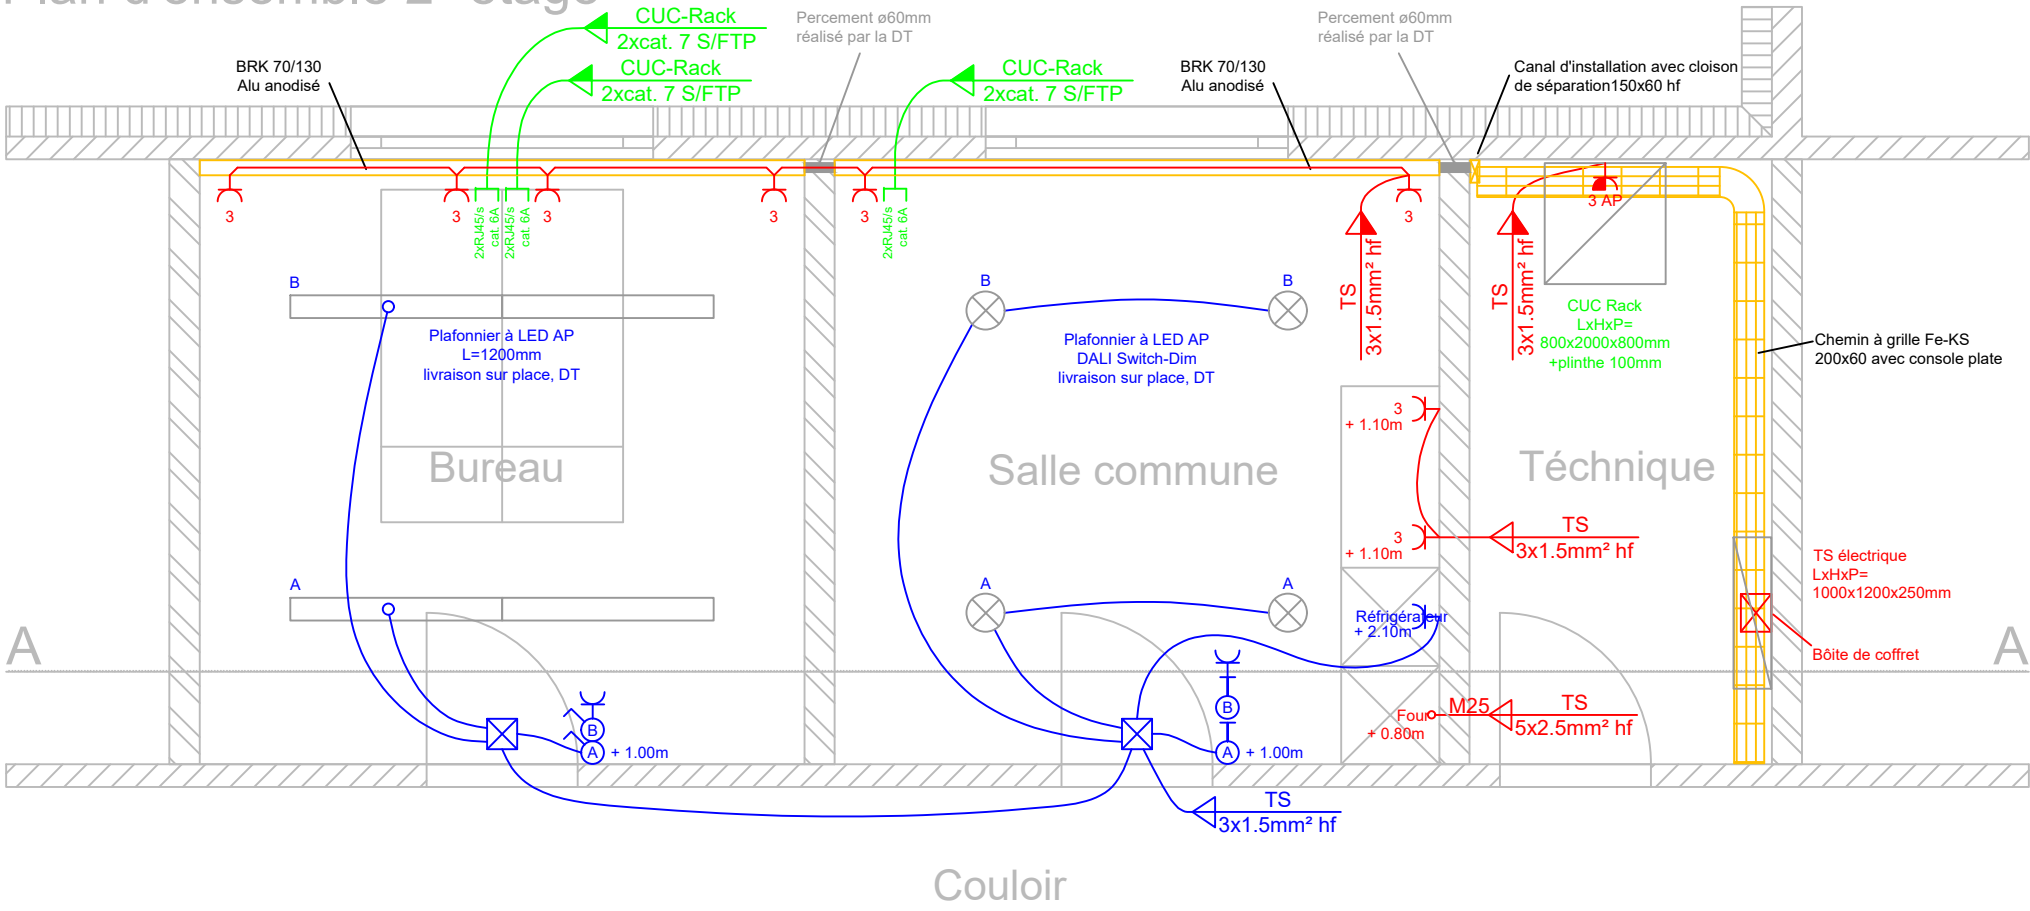 Plan d'ensemble 2 étage
CUC-Rack
2xcat. 7 S/FTP
CUC-Rack
2xcat. 7 S/FTP
Percement ø60mm
réalisé par la DT
CUC-Rack
2xcat. 7 S/FTP
Percement ø60mm
réalisé par la DT
BRK 70/130
Alu anodisé
BRK 70/130
Alu anodisé
Canal d'installation avec cloison
de séparation150x60 hf
3
3
3
3
3
3
3 AP
2xRJ45/s
cat. 6A
2xRJ45/s
cat. 6A
2xRJ45/s
cat. 6A
TS
3x1.5mm² hf
TS
3x1.5mm² hf
B
B
B
Plafonnier à LED AP
L=1200mm
livraison sur place, DT
Plafonnier à LED AP
DALI Switch-Dim
livraison sur place, DT
CUC Rack
LxHxP=
800x2000x800mm
+plinthe 100mm
Chemin à grille Fe-KS
200x60 avec console plate
3
+ 1.10m
Bureau
Salle commune
Téchnique
3
+ 1.10m
TS
3x1.5mm² hf
TS électrique
LxHxP=
1000x1200x250mm
A
A
A
Réfrigérateur
+ 2.10m
Bôite de coffret
A
A
Four
+ 0.80m
M25
TS
5x2.5mm² hf
B
A
+ 1.00m
B
A
+ 1.00m
TS
3x1.5mm² hf
Couloir